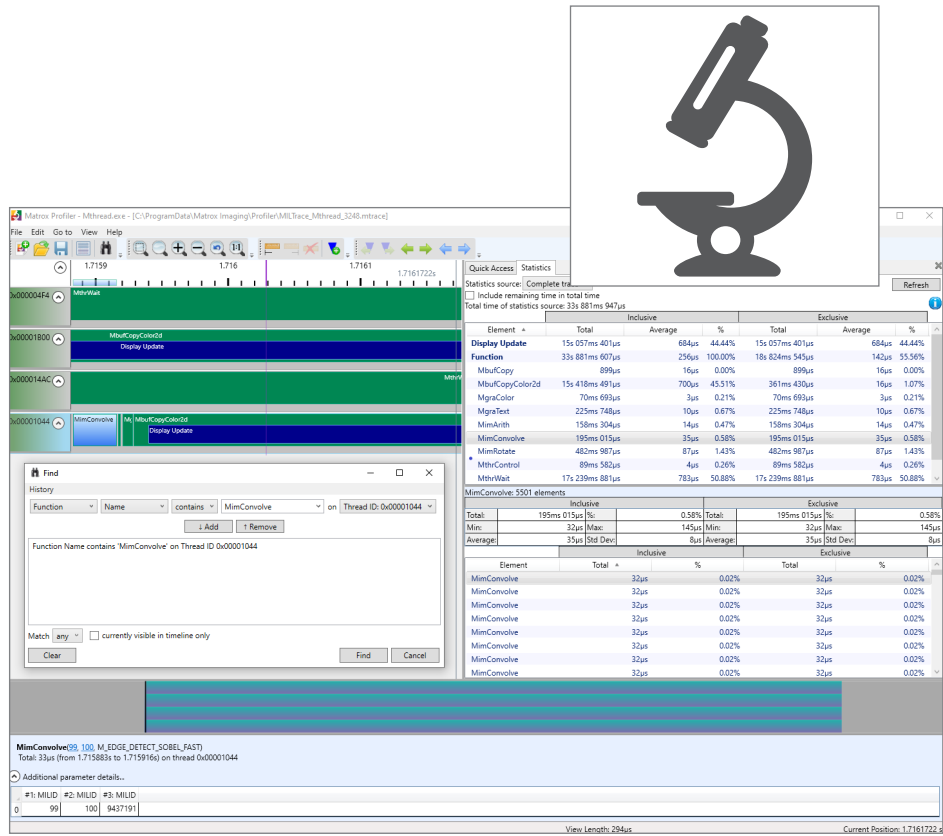 Matrox Profiler - Mthread.exe - [C:\ProgramData\Matrox Imaging\Profiler\MILTrace_Mthread_3248.mtrace]
File Edit Go to View Help
1.7159 1.716 1.7161
1.7161722s
0x000004F4 MthrWait
0x00001800 MbufCopyColor2d
Display Update
0x000014AC
0x00001044 MimConvolve MbufCopyColor2d
Display Update
Find
History
Function Name contains MimConvolve on Thread ID: 0x00001044
↓ Add ↑ Remove
Function Name contains 'MimConvolve' on Thread ID 0x00001044
Match any currently visible in timeline only
Clear Find Cancel
Quick Access Statistics
Statistics source: Complete Refresh
Include remaining time in total time
Total time of statistics source: 33s 881ms 947µs
Inclusive Exclusive
Element Total Average % Total Average %
Display Update 15s 057ms 401µs 684µs 44.44% 15s 057ms 401µs 684µs 44.44%
Function 33s 881ms 607µs 256µs 100.00% 18s 824ms 545µs 142µs 55.56%
MbufCopy 899µs 16µs 0.00% 899µs 16µs 0.00%
MbufCopyColor2d 15s 418ms 491µs 700µs 45.51% 361ms 430µs 16µs 1.07%
MgraColor 70ms 693µs 3µs 0.21% 70ms 693µs 3µs 0.21%
MgraText 225ms 748µs 10µs 0.67% 225ms 748µs 10µs 0.67%
MimArith 158ms 304µs 14µs 0.47% 158ms 304µs 14µs 0.47%
MimConvolve 195ms 015µs 35µs 0.58% 195ms 015µs 35µs 0.58%
MimRotate 482ms 987µs 87µs 1.43% 482ms 987µs 87µs 1.43%
MthrControl 89ms 582µs 4µs 0.26% 89ms 582µs 4µs 0.26%
MthrWait 17s 239ms 881µs 783µs 50.88% 17s 239ms 881µs 783µs 50.88%
MimConvolve: 5501 elements
Inclusive Exclusive
Total: 195ms 015µs %: 0.58% Total: 195ms 015µs %: 0.58%
Min: 32µs Max: 145µs Min: 32µs Max: 145µs
Average: 35µs Std Dev: 8µs Average: 35µs Std Dev: 8µs
Inclusive Exclusive
Element Total % Total %
MimConvolve 32µs 0.02% 32µs 0.02%
MimConvolve 32µs 0.02% 32µs 0.02%
MimConvolve 32µs 0.02% 32µs 0.02%
MimConvolve 32µs 0.02% 32µs 0.02%
MimConvolve 32µs 0.02% 32µs 0.02%
MimConvolve 32µs 0.02% 32µs 0.02%
MimConvolve 32µs 0.02% 32µs 0.02%
MimConvolve 32µs 0.02% 32µs 0.02%
MimConvolve(99, 100, M_EDGE_DETECT_SOBEL_FAST)
Total: 33µs (from 1.715883s to 1.715916s) on thread 0x00001044
Additional parameter details...
#1: MILID #2: MILID #3: MILID
0 99 100 9437191
View Length: 294µs Current Position: 1.7161722 s